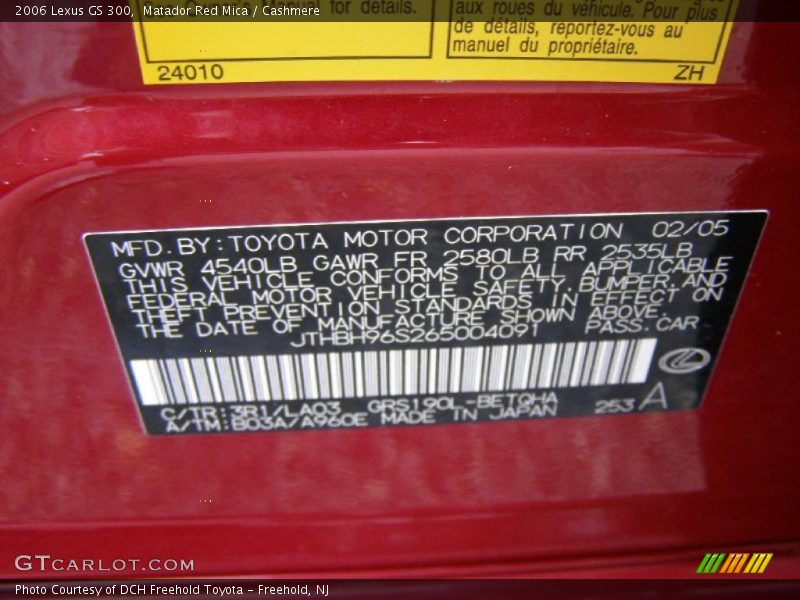 2006 Lexus GS 300, Matador Red Mica / Cashmere
for details.
aux roues du véhicule. Pour plus
de détails, reportez-vous au
manuel du propriétaire.
24010 ZH
MFD. BY: TOYOTA MOTOR CORPORATION 02/05
GVWR 4540LB GAWR FR 2580LB RR 2535LB
THIS VEHICLE CONFORMS TO ALL APPLICABLE
FEDERAL MOTOR VEHICLE SAFETY, BUMPER, AND
THEFT PREVENTION STANDARDS IN EFFECT ON
THE DATE OF MANUFACTURE SHOWN ABOVE.
JTHBH96S265004091 PASS. CAR
C/TR: 3R1/LA03 GRS190L-BETQHA 253 A
A/TM: B03A/A960E MADE IN JAPAN
GTCARLOT.COM
Photo Courtesy of DCH Freehold Toyota - Freehold, NJ